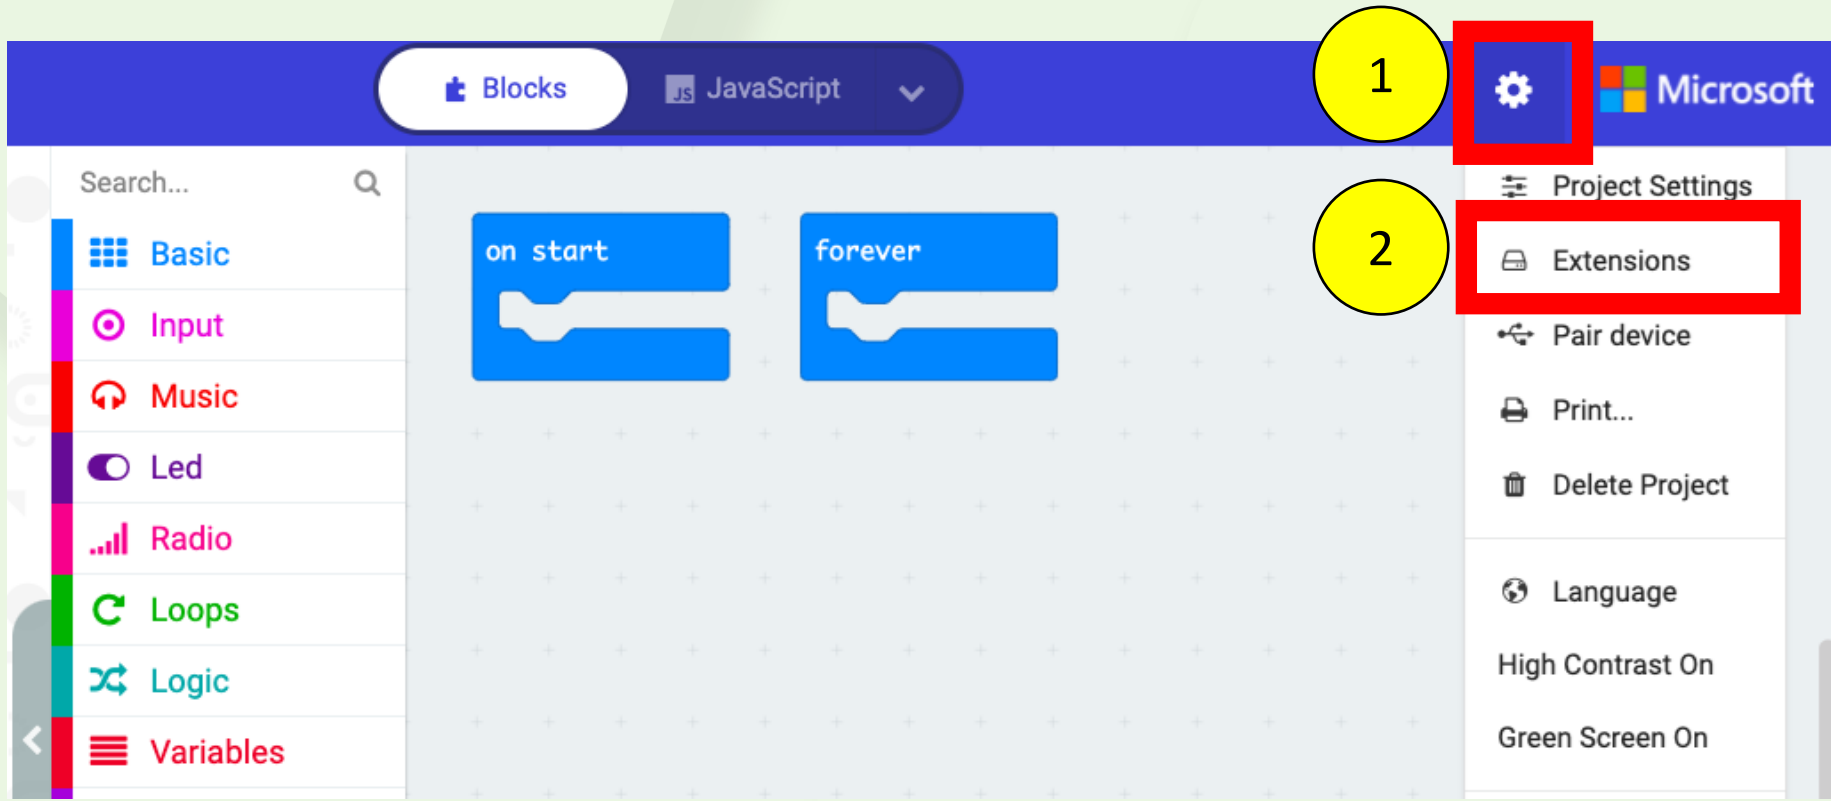 Blocks
JS JavaScript
1
Microsoft
Search...
Basic
Input
Music
Led
Radio
Loops
Logic
Variables
on start
forever
2
Project Settings
Extensions
Pair device
Print...
Delete Project
Language
High Contrast On
Green Screen On